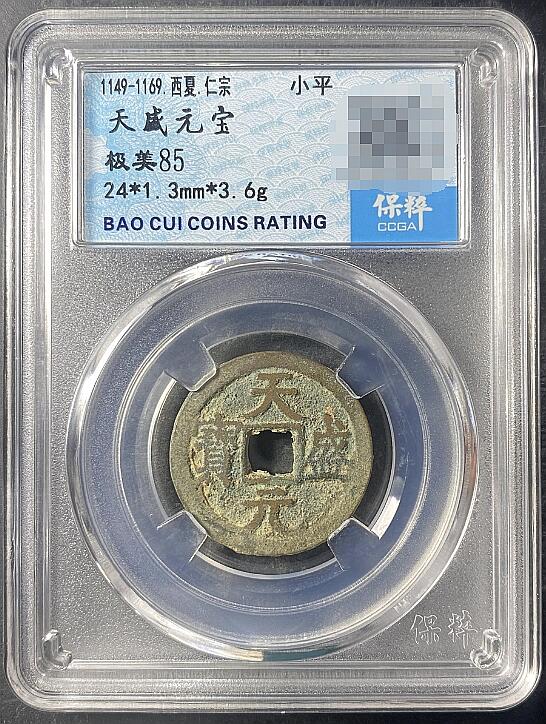 1149-1169.西夏.仁宗 小平
天盛元宝
极美85
24*1.3mm*3.6g
BAO CUI COINS RATING
保粹
CCGA
天盛元寶
保粹